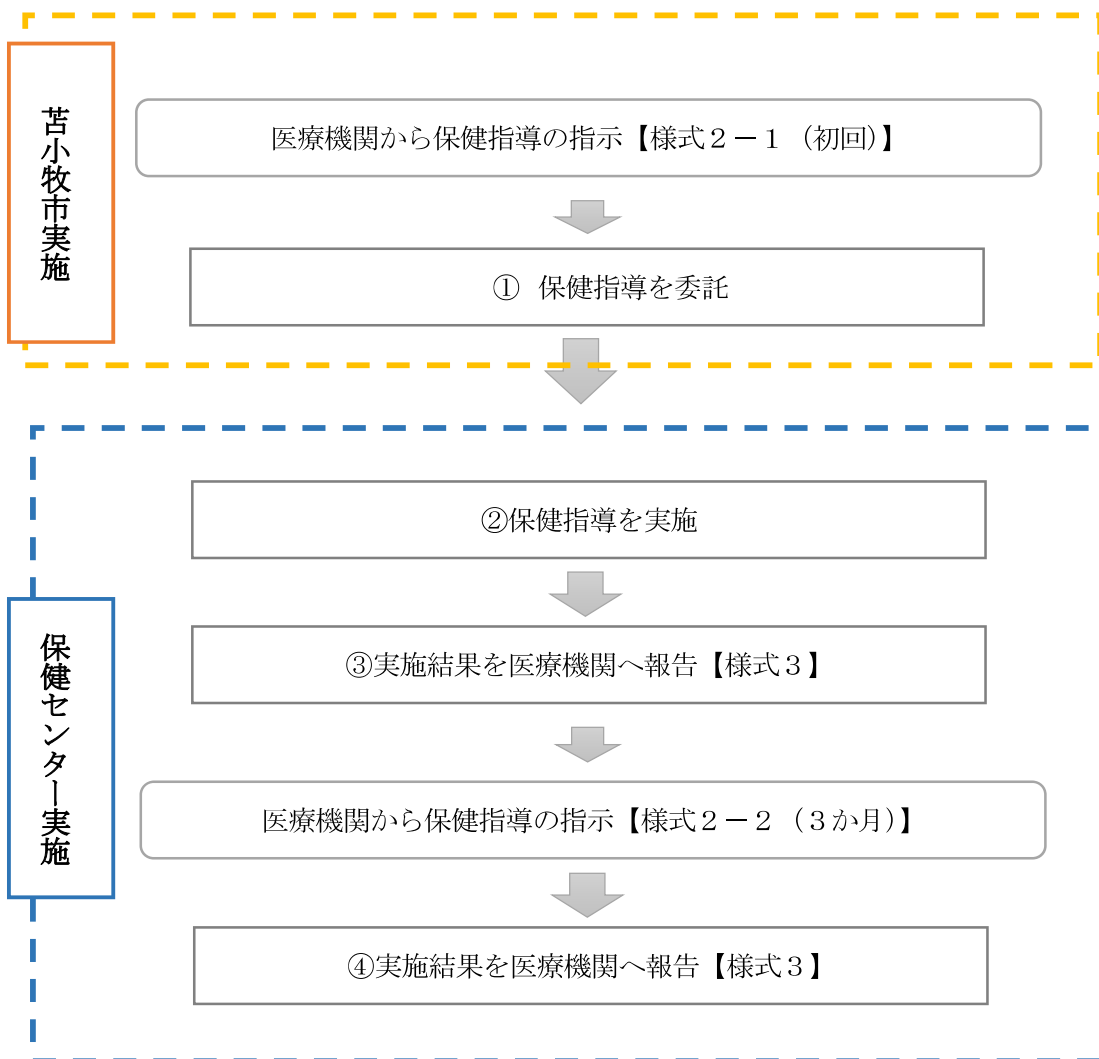 苫小牧市実施
医療機関から保健指導の指示【様式２－１（初回)】
① 保健指導を委託
保健センター実施
②保健指導を実施
③実施結果を医療機関へ報告【様式３】
医療機関から保健指導の指示【様式２－２（３か月)】
④実施結果を医療機関へ報告【様式３】